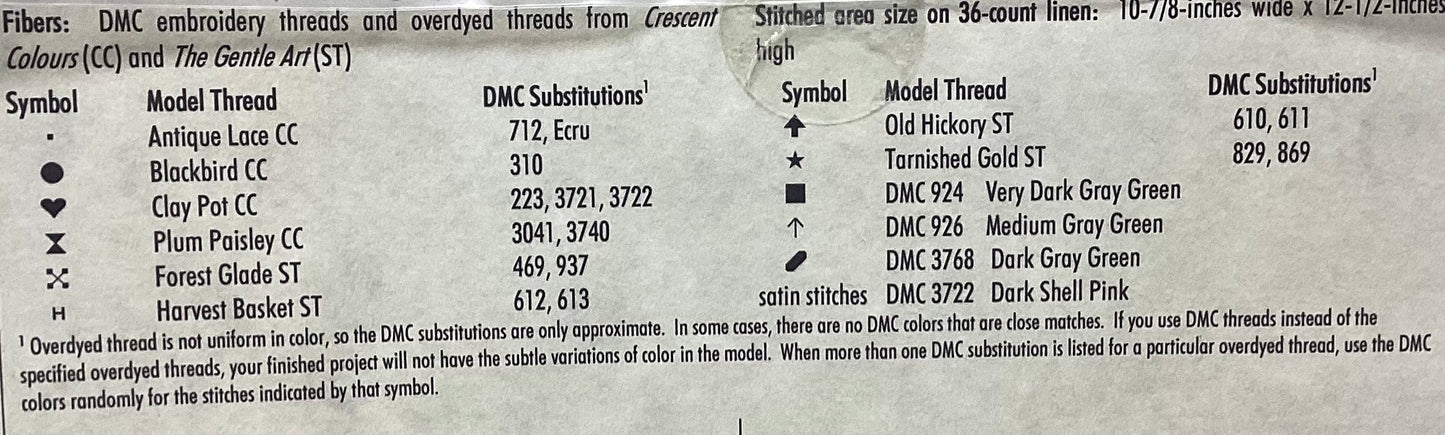 Fibers: DMC embroidery threads and overdyed threads from Crescent
Colours (CC) and The Gentle Art (ST)
Symbol Model Thread DMC Substitutions¹
Antique Lace CC 712, Ecru
Blackbird CC 310
Clay Pot CC 223, 3721, 3722
Plum Paisley CC 3041, 3740
Forest Glade ST 469, 937
H Harvest Basket ST 612, 613
Stitched area size on 36-count linen: 10-7/8-inches wide x 12-1/2-inches
high
Symbol Model Thread DMC Substitutions¹
Old Hickory ST 610, 611
Tarnished Gold ST 829, 869
DMC 924 Very Dark Gray Green
DMC 926 Medium Gray Green
DMC 3768 Dark Gray Green
satin stitches DMC 3722 Dark Shell Pink
¹ Overdyed thread is not uniform in color, so the DMC substitutions are only approximate. In some cases, there are no DMC colors that are close matches. If you use DMC threads instead of the
specified overdyed threads, your finished project will not have the subtle variations of color in the model. When more than one DMC substitution is listed for a particular overdyed thread, use the DMC
colors randomly for the stitches indicated by that symbol.